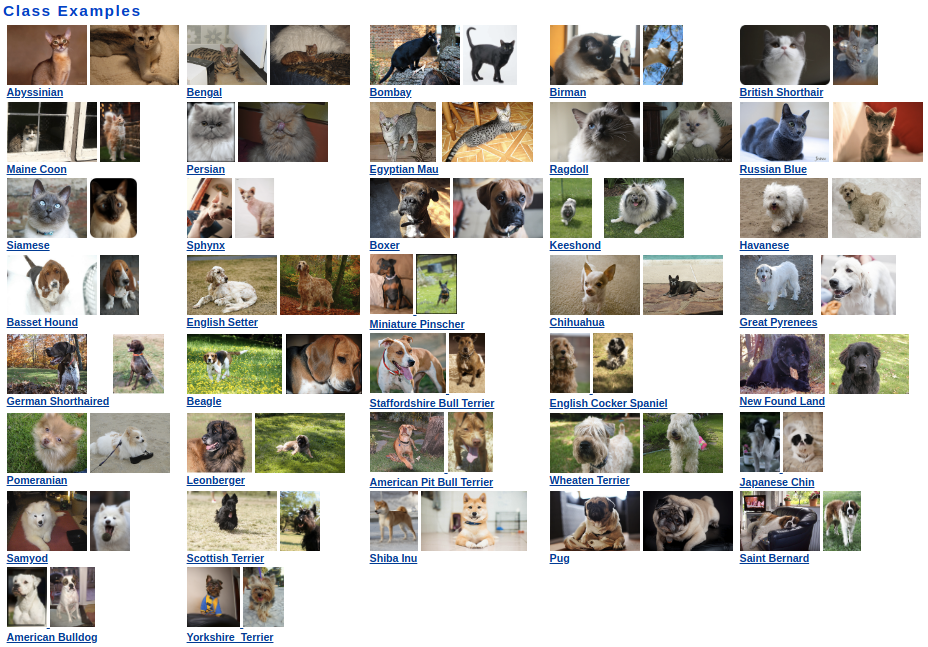 Class Examples
Abyssinian
Bengal
Bombay
Birman
British Shorthair
Maine Coon
Persian
Egyptian Mau
Ragdoll
Russian Blue
Siamese
Sphynx
Boxer
Keeshond
Havanese
Basset Hound
English Setter
Miniature Pinscher
Chihuahua
Great Pyrenees
German Shorthaired
Beagle
Staffordshire Bull Terrier
English Cocker Spaniel
New Found Land
Pomeranian
Leonberger
American Pit Bull Terrier
Wheaten Terrier
Japanese Chin
Samyod
Scottish Terrier
Shiba Inu
Pug
Saint Bernard
American Bulldog
Yorkshire Terrier